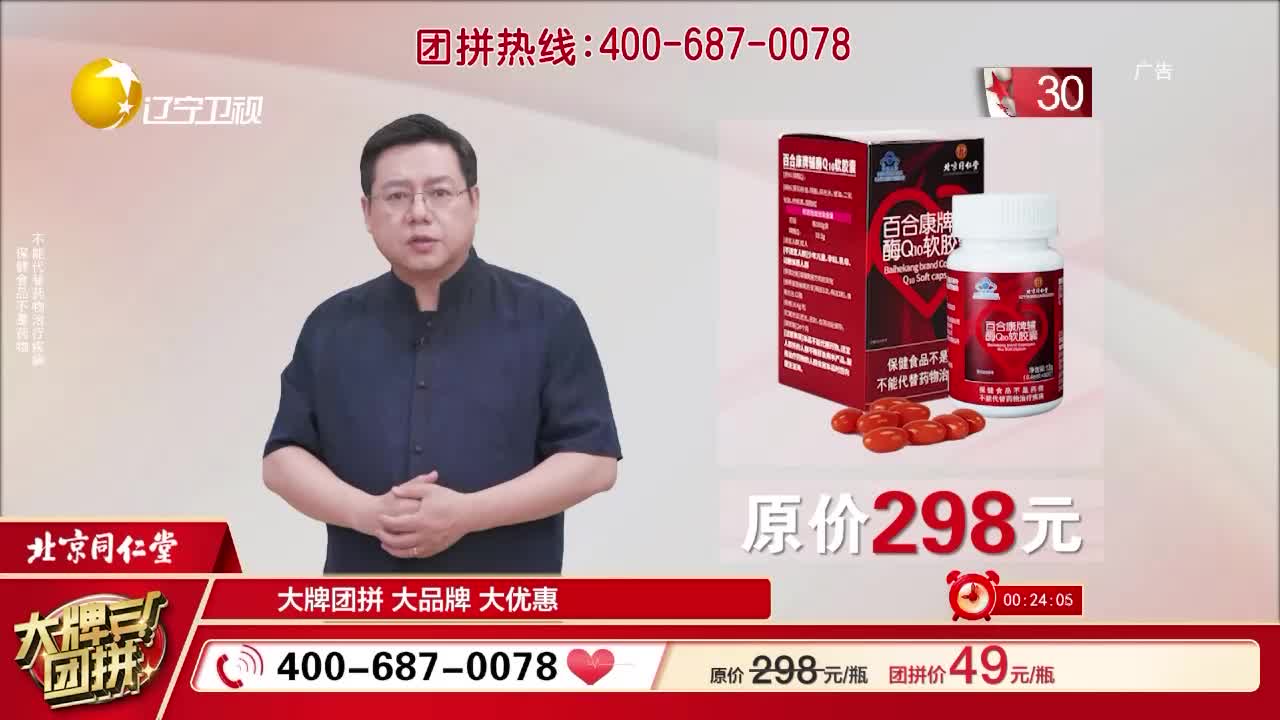 团拼热线:400-687-0078
辽宁卫视
30
广告
不能代替药物治疗疾病
保健食品不是药物
百合康牌辅酶Q10软胶囊
北京同仁堂
百合康牌
酶Q10软胶
Baihekang brand Co
Q10 Soft caps
保健食品不是
不能代替药物治
北京同仁堂
百合康牌辅
酶Q10软胶囊
保健食品不是药物
不能代替药物治疗疾病
原价298元
北京同仁堂
大牌云!
团拼
大牌团拼 大品牌 大优惠
00:24:05
400-687-0078
原价 298 元/瓶
团拼价49元/瓶